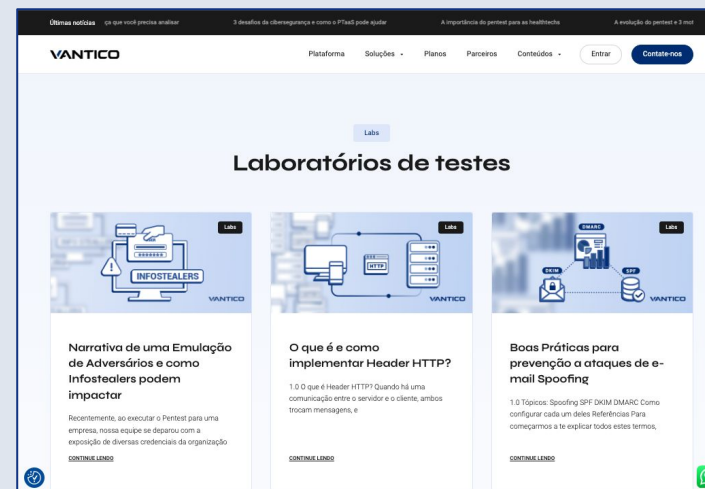 Últimas notícias ça que você precisa analisar 3 desafios da cibersegurança e como o PTaaS pode ajudar A importância do pentest para as healthtechs A evolução do pentest e 3 mot
VANTICO Plataforma Soluções Planos Parceiros Conteúdos Entrar Contate-nos
Labs
Laboratórios de testes
Labs
INFOSTEALERS
VANTICO
Narrativa de uma Emulação
de Adversários e como
Infostealers podem
impactar
Recentemente, ao executar o Pentest para uma
empresa, nossa equipe se deparou com a
exposição de diversas credenciais da organização
CONTINUE LENDO
Labs
HTTP
VANTICO
O que é e como
implementar Header HTTP?
1.0 O que é Header HTTP? Quando há uma
comunicação entre o servidor e o cliente, ambos
trocam mensagens, e
CONTINUE LENDO
Labs
DMARC
DKIM
SPF
VANTICO
Boas Práticas para
prevenção a ataques de e-
mail Spoofing
1.0 Tópicos: Spoofing SPF DKIM DMARC Como
configurar cada um deles Referências Para
começarmos a te explicar todos estes termos,
CONTINUE LENDO